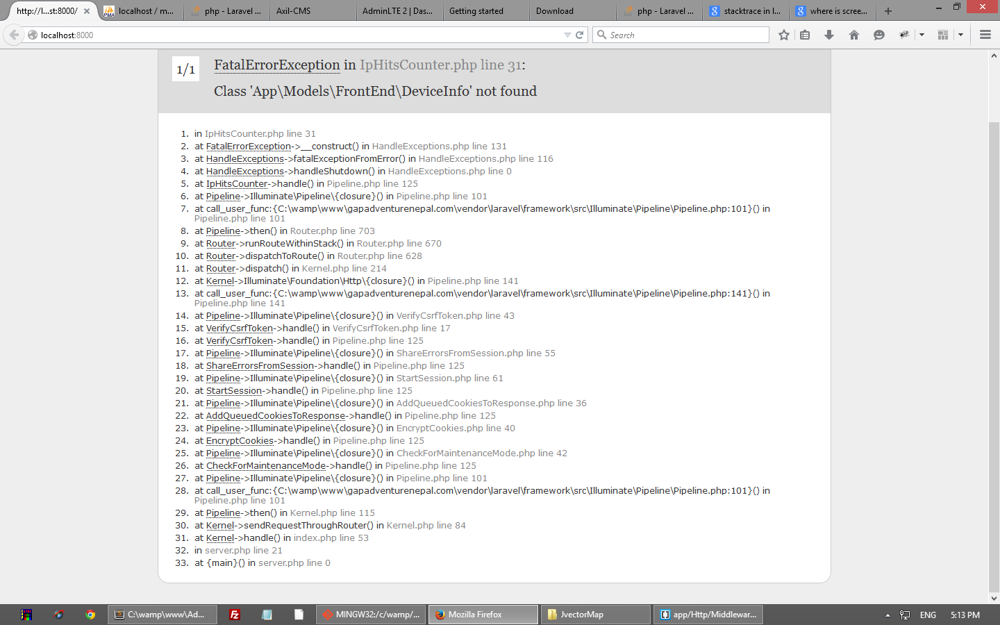 http://l...st:8000/
localhost / m...
php - Laravel ...
Axil-CMS
AdminLTE 2 | Das...
Getting started
Download
php - Laravel ...
stacktrace in l...
where is scree...
localhost:8000
Search
1/1
FatalErrorException in IpHitsCounter.php line 31:
Class 'App\Models\FrontEnd\DeviceInfo' not found
1. in IpHitsCounter.php line 31
2. at FatalErrorException->__construct() in HandleExceptions.php line 131
3. at HandleExceptions->fatalExceptionFromError() in HandleExceptions.php line 116
4. at HandleExceptions->handleShutdown() in HandleExceptions.php line 0
5. at IpHitsCounter->handle() in Pipeline.php line 125
6. at Pipeline->Illuminate\Pipeline\{closure}() in Pipeline.php line 101
7. at call_user_func:{C:\wamp\www\gapadventurenepal.com\vendor\laravel\framework\src\Illuminate\Pipeline\Pipeline.php:101}() in
Pipeline.php line 101
8. at Pipeline->then() in Router.php line 703
9. at Router->runRouteWithinStack() in Router.php line 670
10. at Router->dispatchToRoute() in Router.php line 628
11. at Router->dispatch() in Kernel.php line 214
12. at Kernel->Illuminate\Foundation\Http\{closure}() in Pipeline.php line 141
13. at call_user_func:{C:\wamp\www\gapadventurenepal.com\vendor\laravel\framework\src\Illuminate\Pipeline\Pipeline.php:141}() in
Pipeline.php line 141
14. at Pipeline->Illuminate\Pipeline\{closure}() in VerifyCsrfToken.php line 43
15. at VerifyCsrfToken->handle() in VerifyCsrfToken.php line 17
16. at VerifyCsrfToken->handle() in Pipeline.php line 125
17. at Pipeline->Illuminate\Pipeline\{closure}() in ShareErrorsFromSession.php line 55
18. at ShareErrorsFromSession->handle() in Pipeline.php line 125
19. at Pipeline->Illuminate\Pipeline\{closure}() in StartSession.php line 61
20. at StartSession->handle() in Pipeline.php line 125
21. at Pipeline->Illuminate\Pipeline\{closure}() in AddQueuedCookiesToResponse.php line 36
22. at AddQueuedCookiesToResponse->handle() in Pipeline.php line 125
23. at Pipeline->Illuminate\Pipeline\{closure}() in EncryptCookies.php line 40
24. at EncryptCookies->handle() in Pipeline.php line 125
25. at Pipeline->Illuminate\Pipeline\{closure}() in CheckForMaintenanceMode.php line 42
26. at CheckForMaintenanceMode->handle() in Pipeline.php line 125
27. at Pipeline->Illuminate\Pipeline\{closure}() in Pipeline.php line 101
28. at call_user_func:{C:\wamp\www\gapadventurenepal.com\vendor\laravel\framework\src\Illuminate\Pipeline\Pipeline.php:101}() in
Pipeline.php line 101
29. at Pipeline->then() in Kernel.php line 115
30. at Kernel->sendRequestThroughRouter() in Kernel.php line 84
31. at Kernel->handle() in index.php line 53
32. in server.php line 21
33. at {main}() in server.php line 0
C:\wamp\www\Ad...
MINGW32:/c/wamp/...
Mozilla Firefox
JvectorMap
app/Http/Middlewar...
ENG
5:13 PM